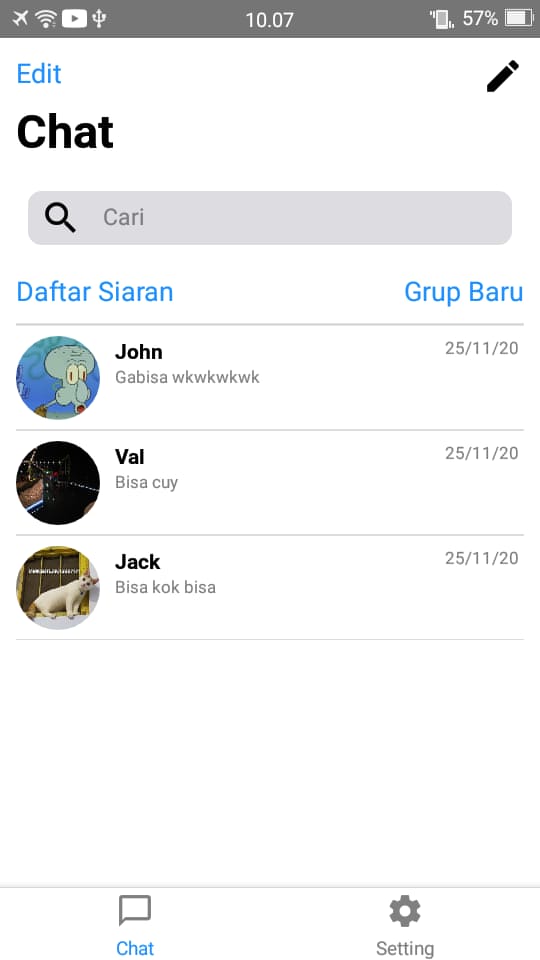 10.07
57%
Edit
Chat
Cari
Daftar Siaran
Grup Baru
John
25/11/20
Gabisa wkwkwkwk
Val
25/11/20
Bisa cuy
Jack
25/11/20
Bisa kok bisa
Chat
Setting